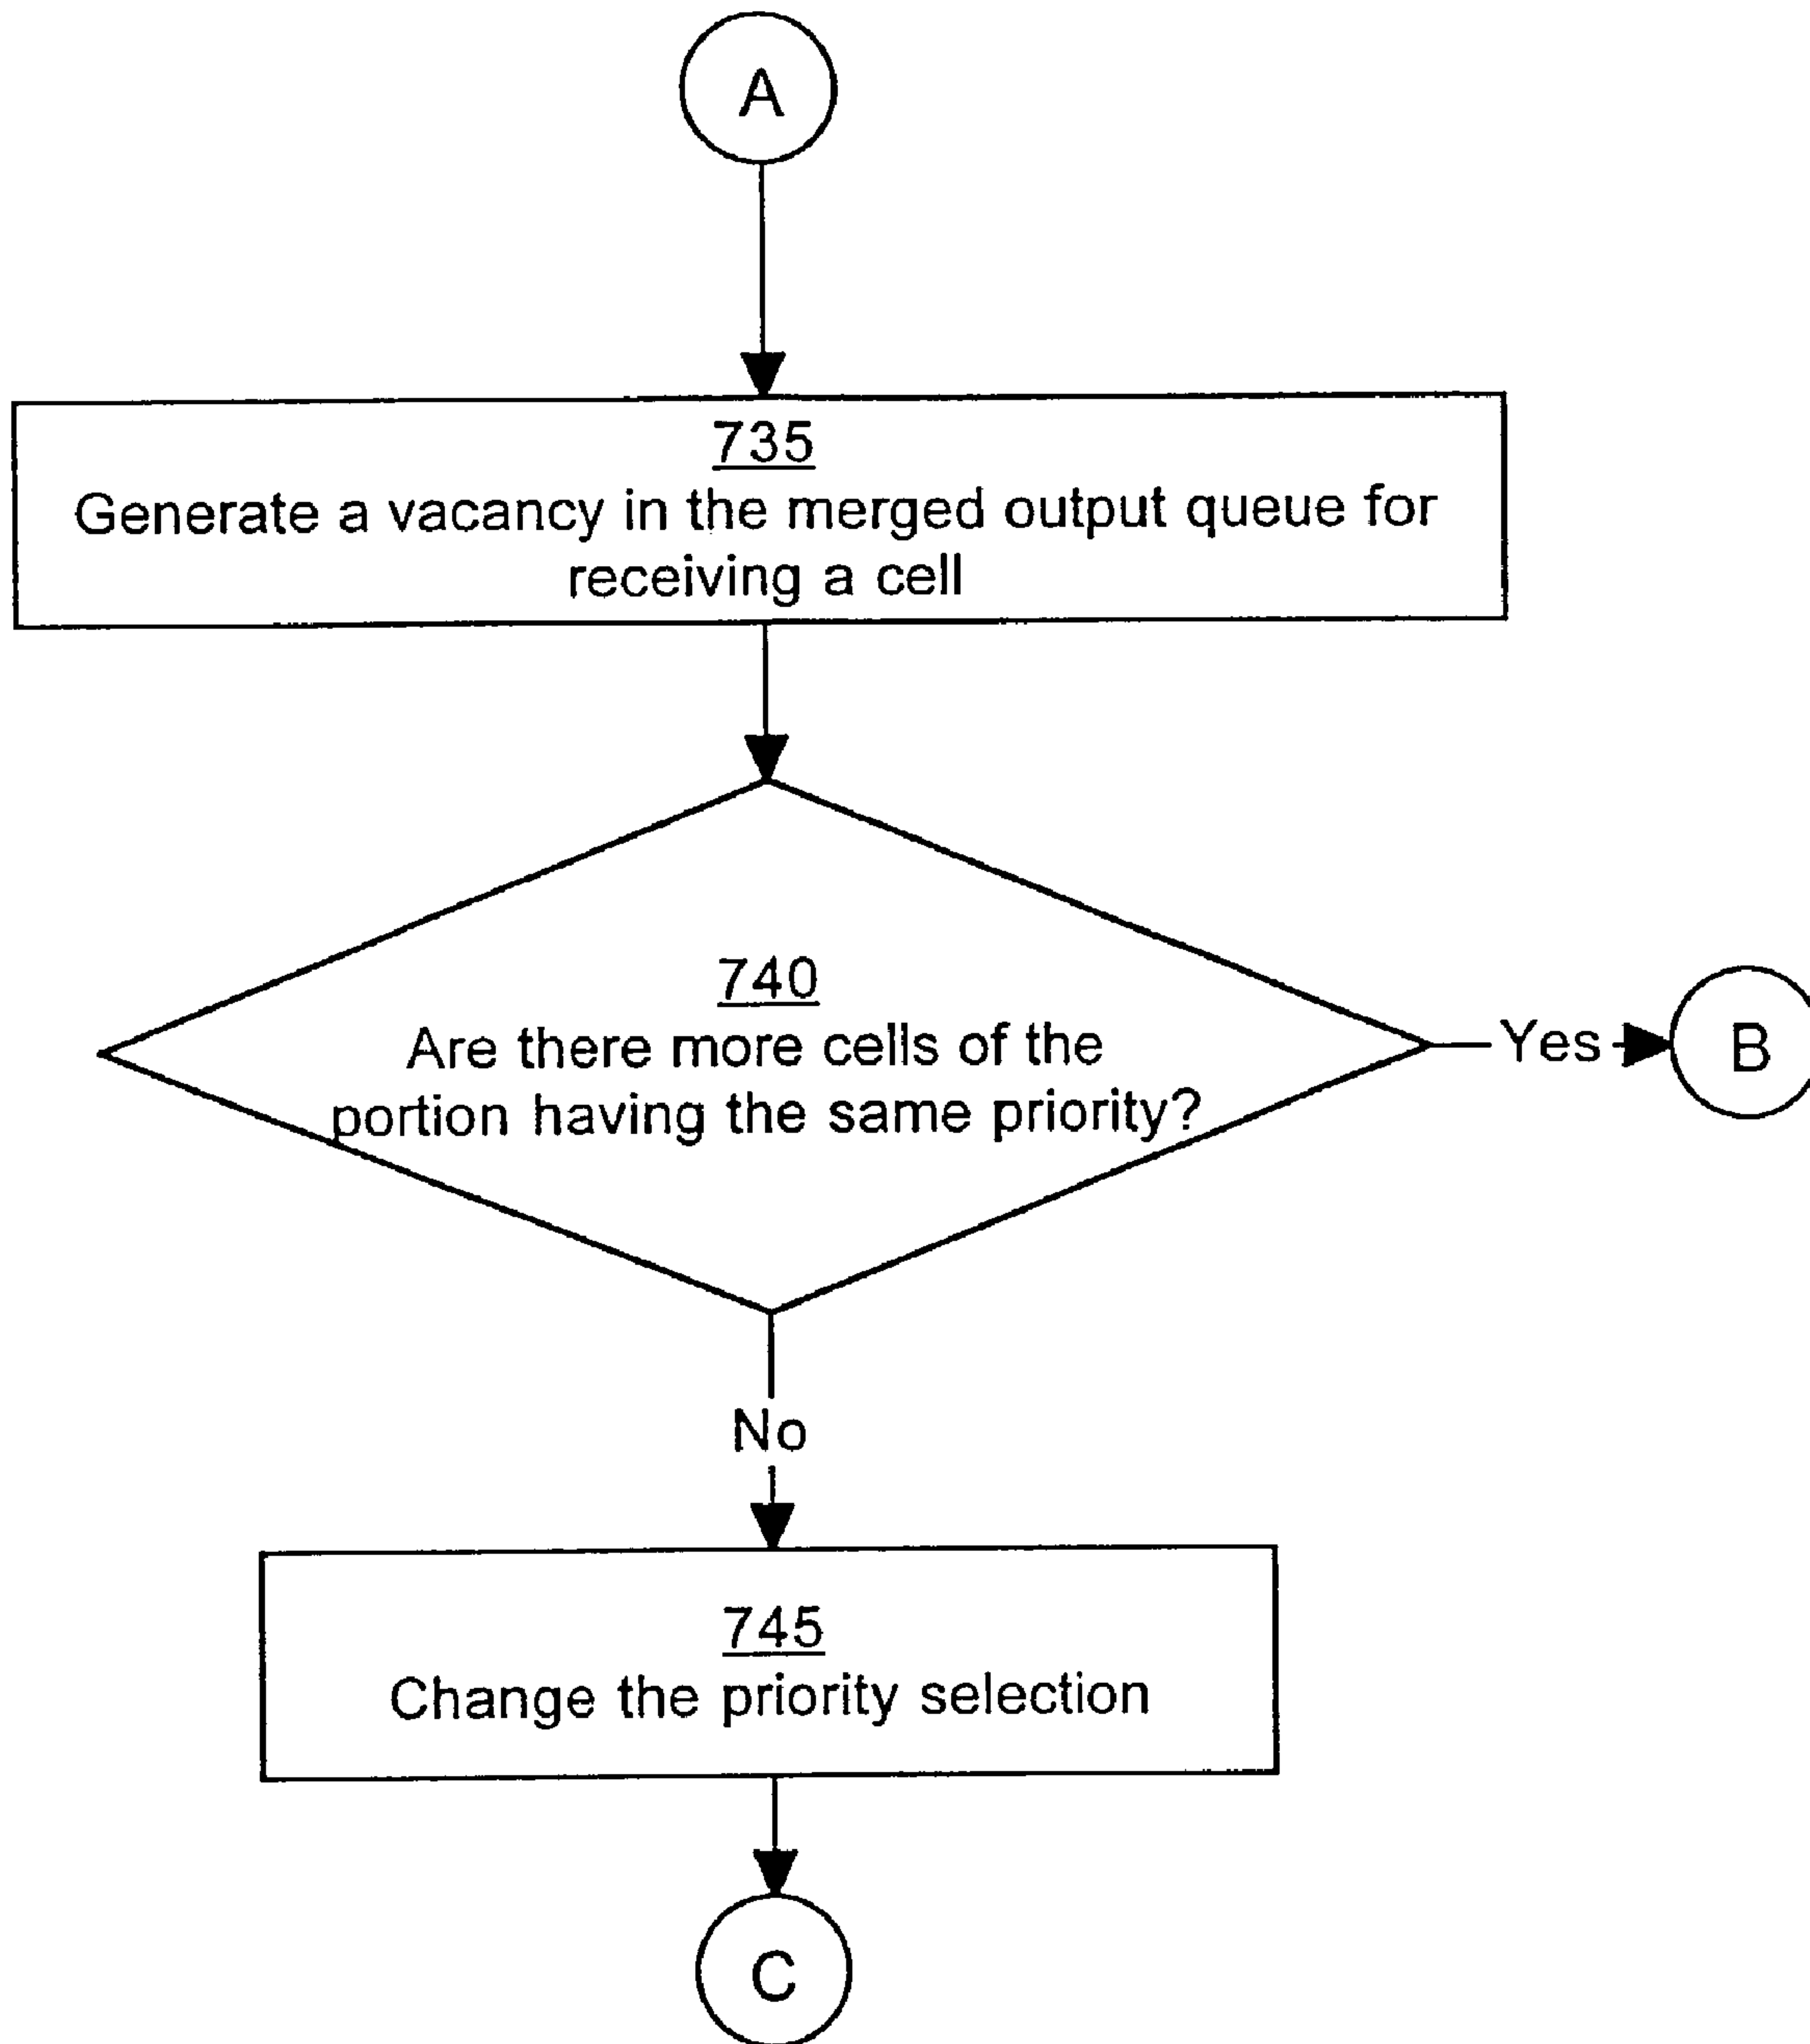 A
735
Generate a vacancy in the merged output queue for
receiving a cell
740
Are there more cells of the
portion having the same priority?
Yes
B
No
745
Change the priority selection
C